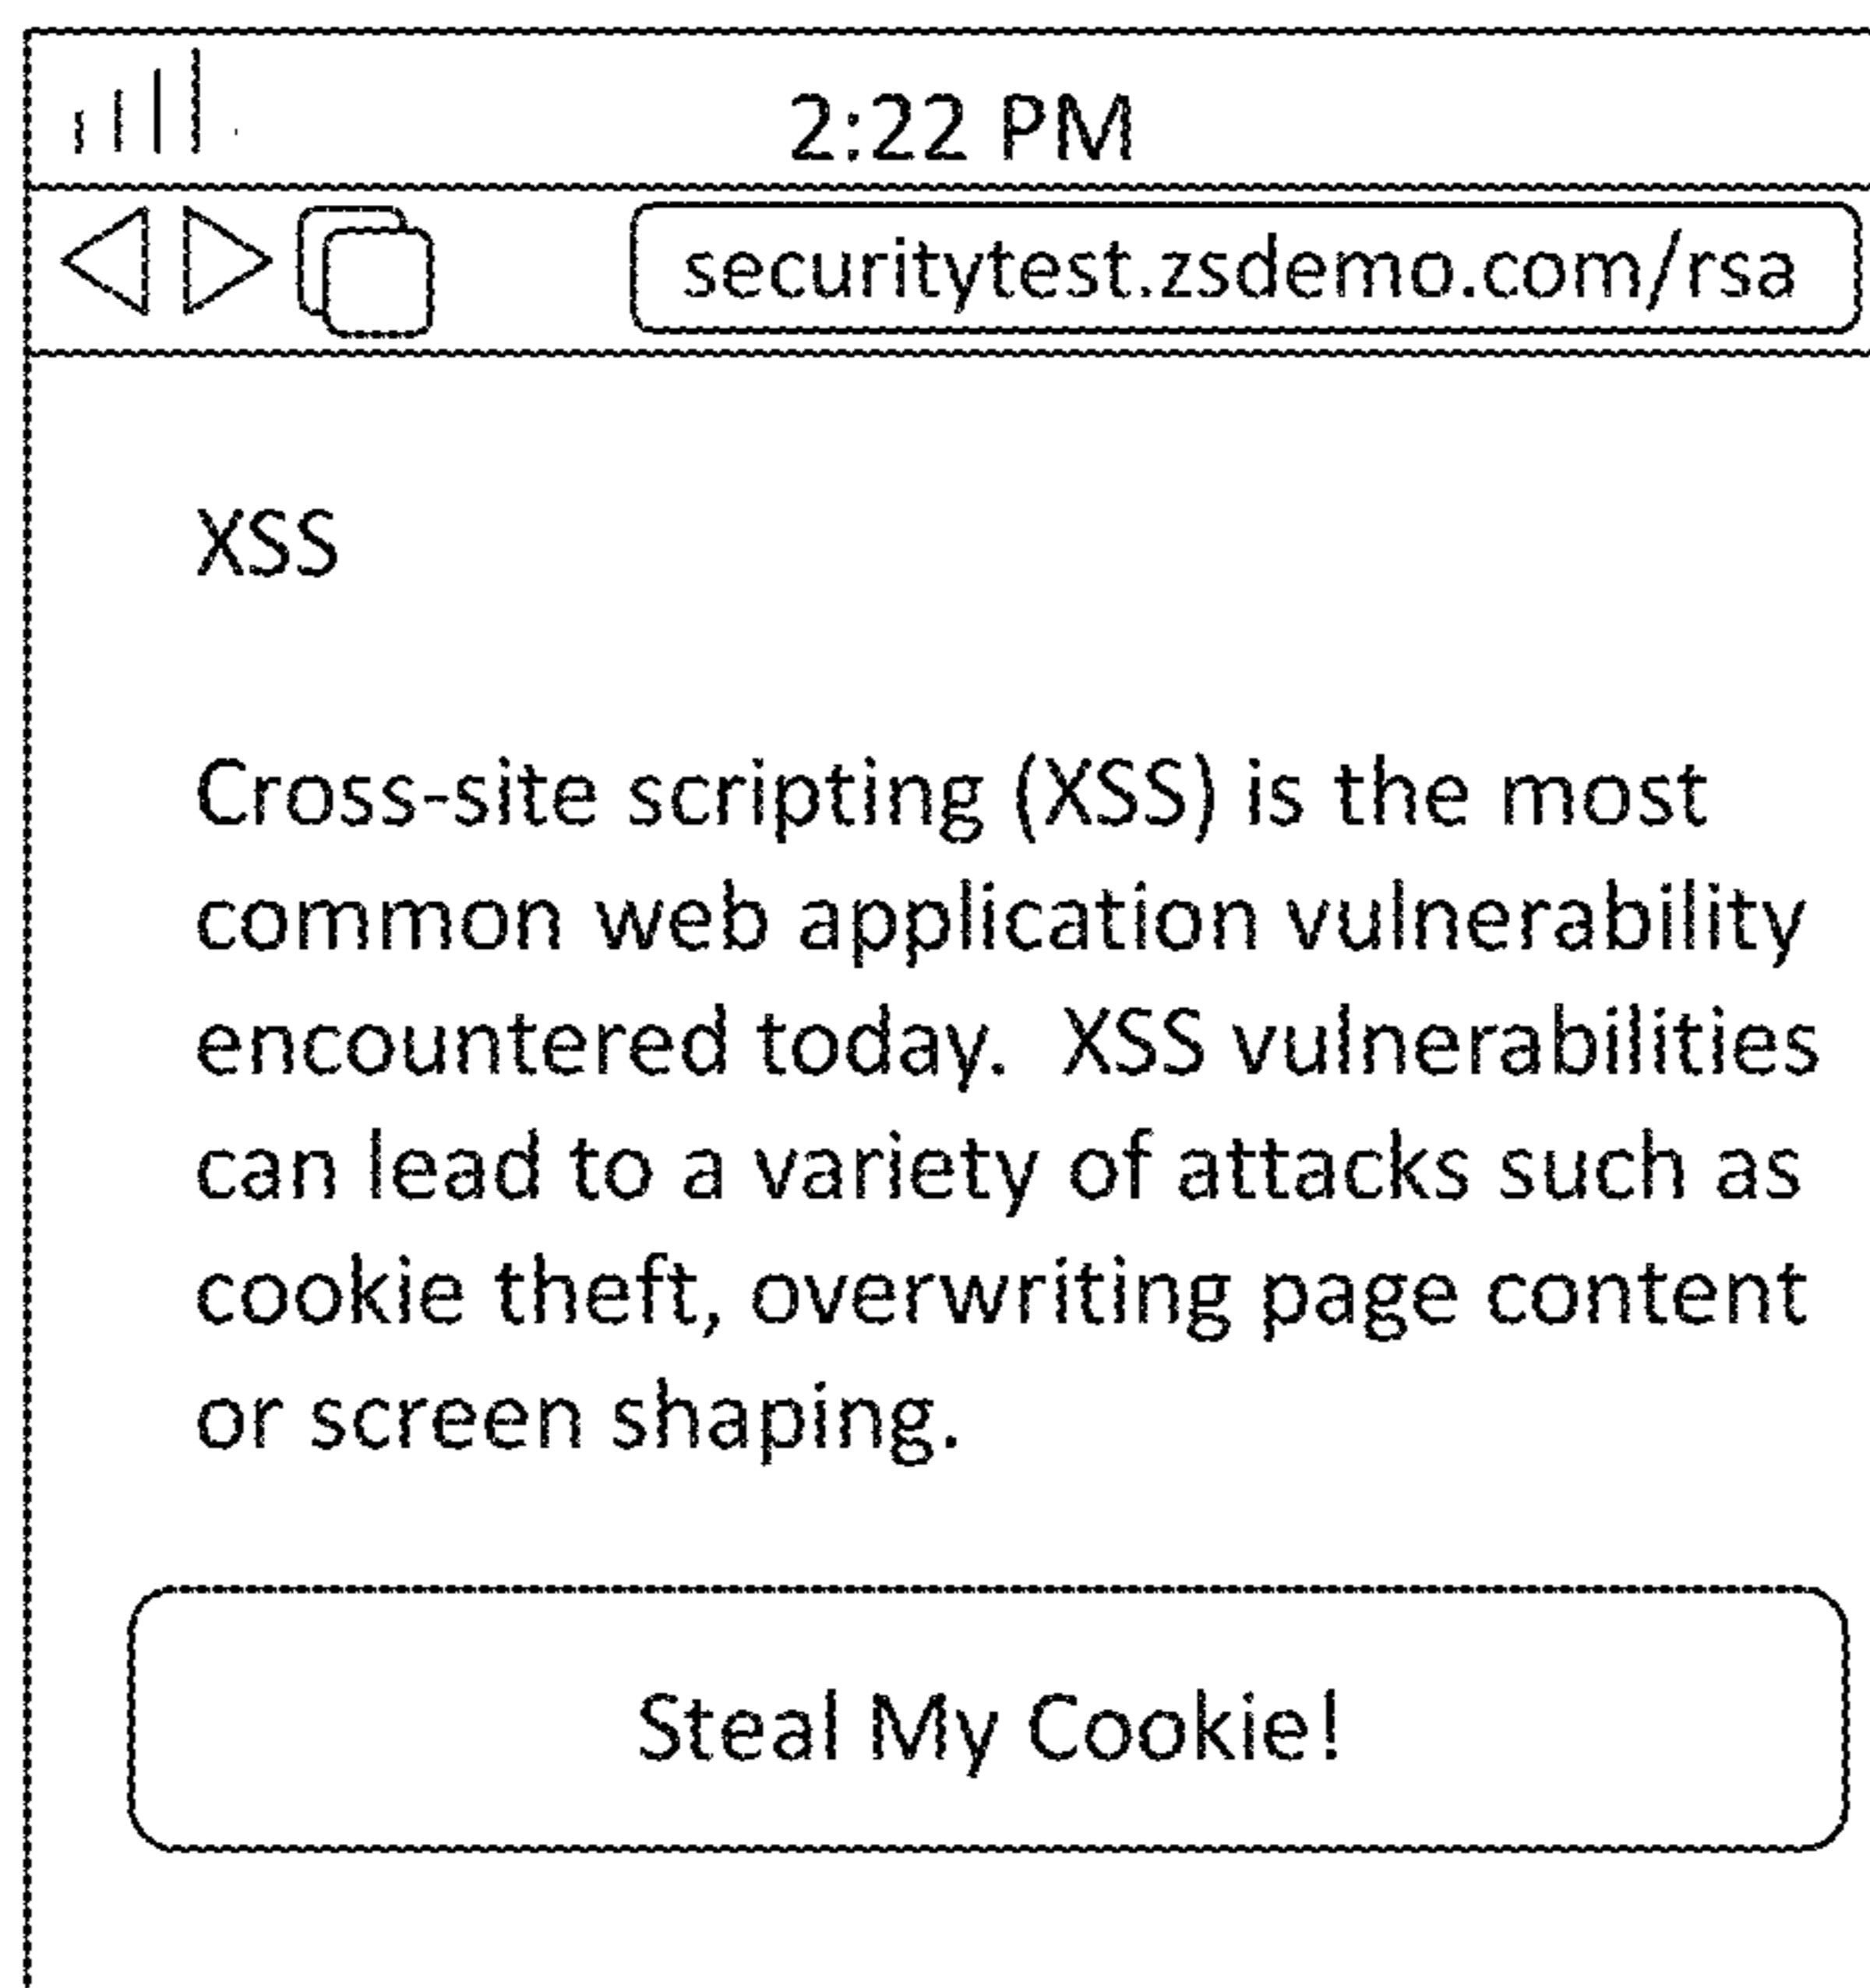 2:22 PM
securitytest.zsdemo.com/rsa
XSS
Cross-site scripting (XSS) is the most
common web application vulnerability
encountered today.  XSS vulnerabilities
can lead to a variety of attacks such as
cookie theft, overwriting page content
or screen shaping.
Steal My Cookie!